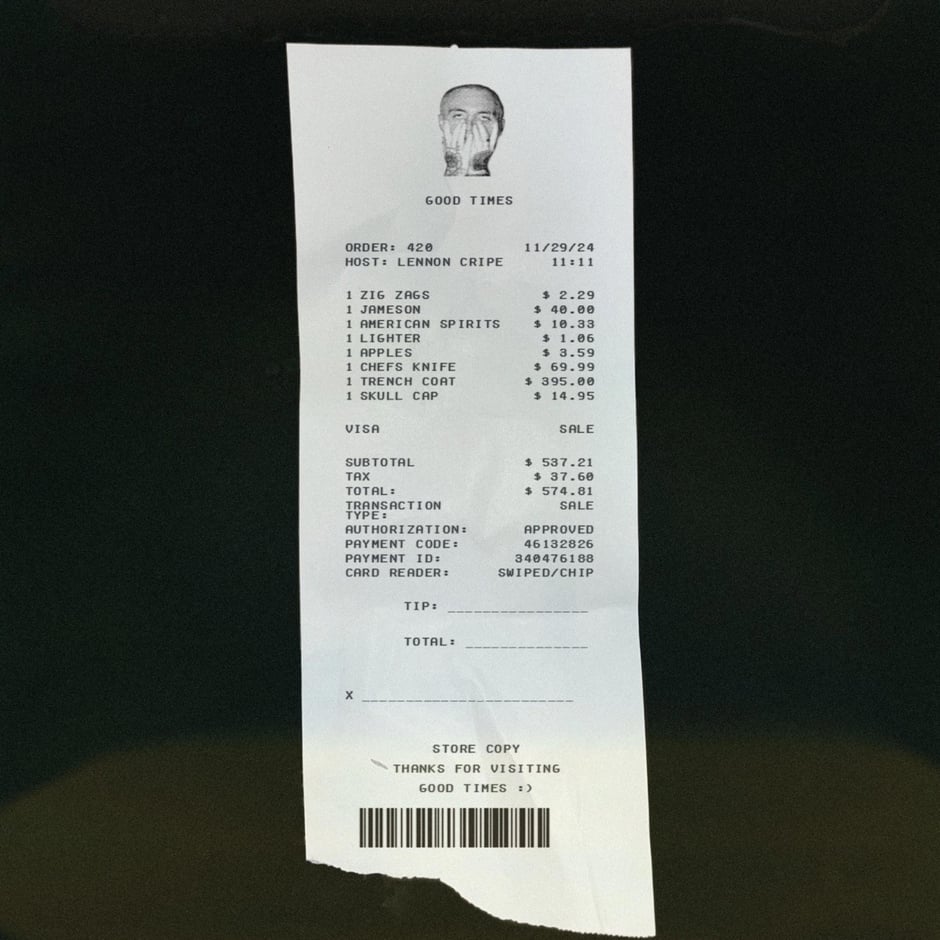 GOOD TIMES
ORDER: 420 11/29/24
HOST: LENNON CRIPE 11:11
1 ZIG ZAGS $ 2.29
1 JAMESON $ 40.00
1 AMERICAN SPIRITS $ 10.33
1 LIGHTER $ 1.06
1 APPLES $ 3.59
1 CHEFS KNIFE $ 69.99
1 TRENCH COAT $ 395.00
1 SKULL CAP $ 14.95
VISA SALE
SUBTOTAL $ 537.21
TAX $ 37.60
TOTAL: $ 574.81
TRANSACTION SALE
TYPE:
AUTHORIZATION: APPROVED
PAYMENT CODE: 46132826
PAYMENT ID: 340476188
CARD READER: SWIPED/CHIP
TIP: ________________
TOTAL: ______________
X ________________________
STORE COPY
THANKS FOR VISITING
GOOD TIMES :)